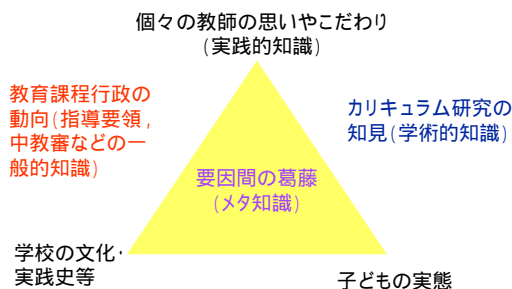 個々の教師の思いやこだわり
(実践的知識)
教育課程行政の
動向(指導要領,
中教審などの一
般的知識)
カリキュラム研究の
知見(学術的知識)
要因間の葛藤
(メタ知識)
学校の文化・
実践史等
子どもの実態